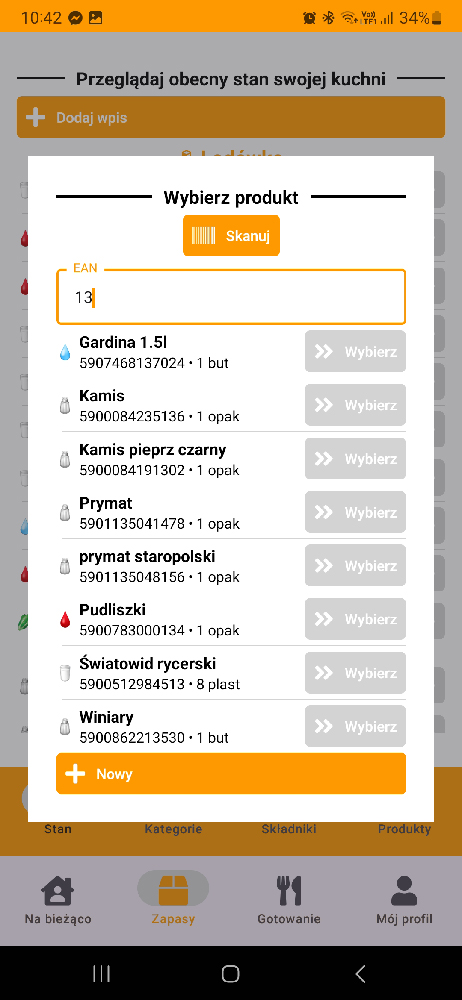 10:42
34%
Przeglądaj obecny stan swojej kuchni
Dodaj wpis
Wybierz produkt
Skanuj
EAN
13
Gardina 1.5l
5907468137024 • 1 but
Wybierz
Kamis
5900084235136 • 1 opak
Wybierz
Kamis pieprz czarny
5900084191302 • 1 opak
Wybierz
Prymat
5901135041478 • 1 opak
Wybierz
prymat staropolski
5901135048156 • 1 opak
Wybierz
Pudliszki
5900783000134 • 1 opak
Wybierz
Światowid rycerski
5900512984513 • 8 plast
Wybierz
Winiary
5900862213530 • 1 but
Wybierz
Nowy
Stan
Kategorie
Składniki
Produkty
Na bieżąco
Zapasy
Gotowanie
Mój profil